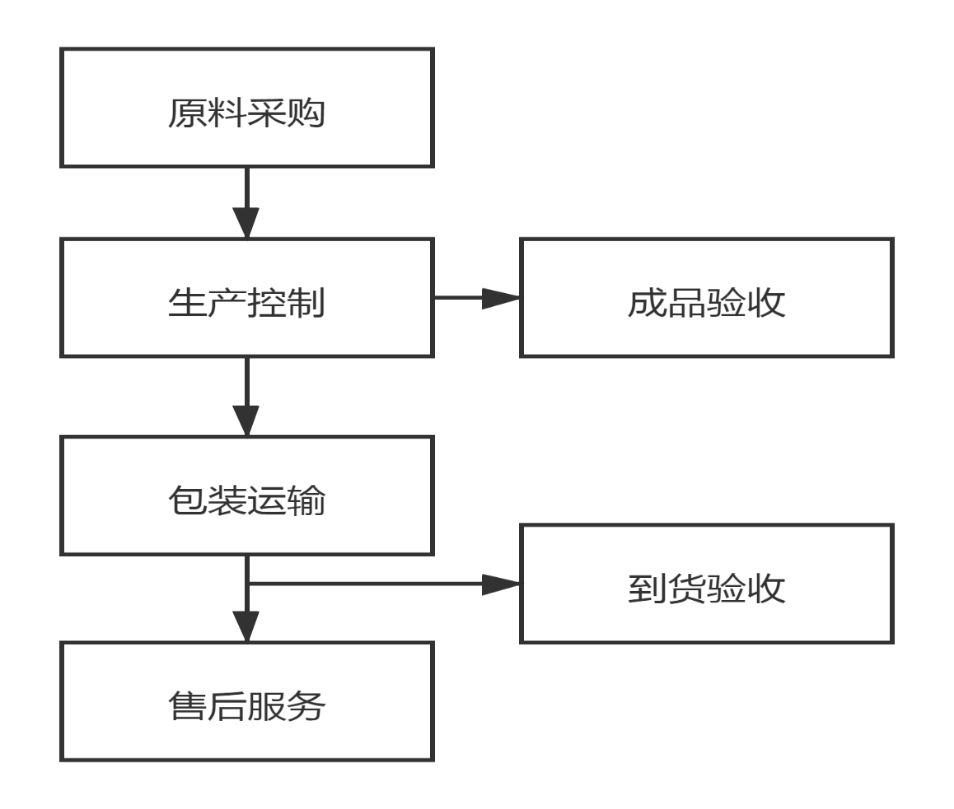 原料采购
生产控制
成品验收
包装运输
到货验收
售后服务